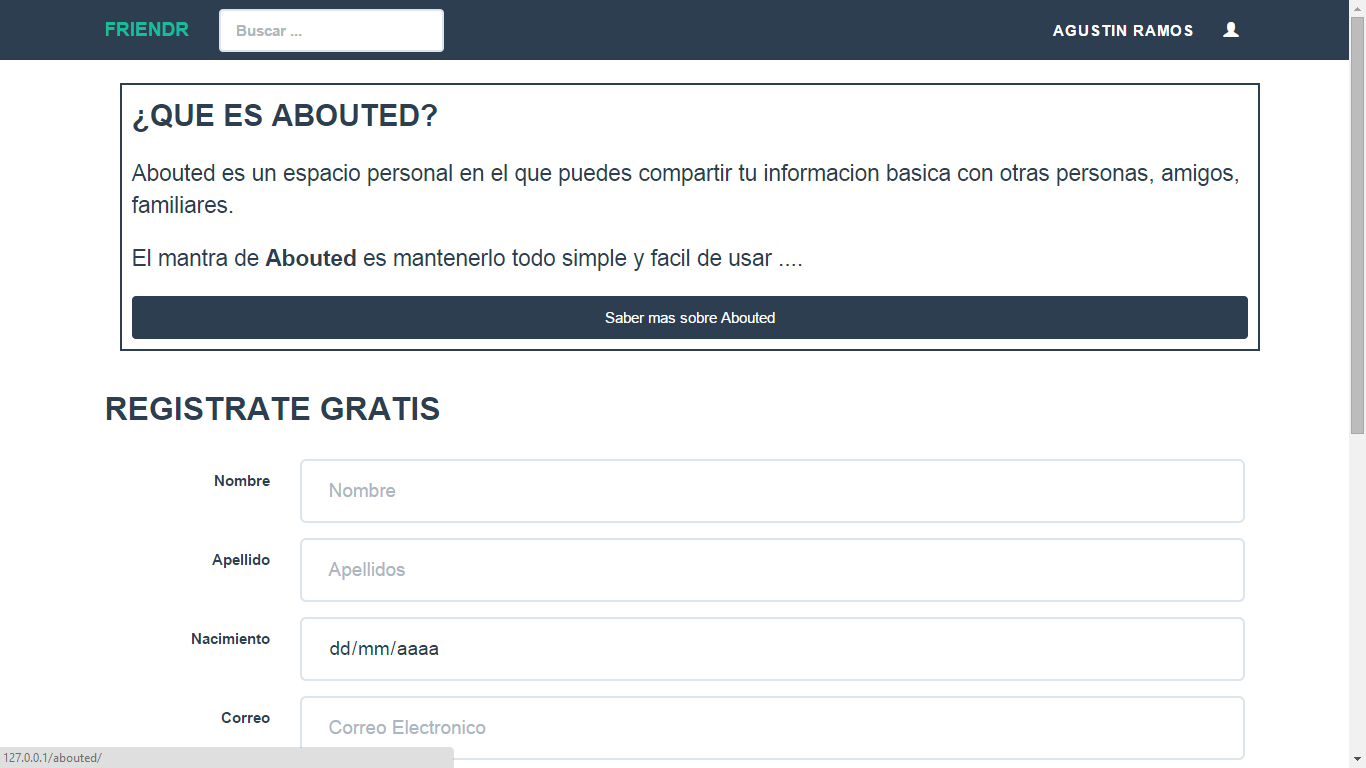 FRIENDR
Buscar ...
AGUSTIN RAMOS
¿QUE ES ABOUTED?
Abouted es un espacio personal en el que puedes compartir tu informacion basica con otras personas, amigos,
familiares.
El mantra de Abouted es mantenerlo todo simple y facil de usar ....
Saber mas sobre Abouted
REGISTRATE GRATIS
Nombre
Nombre
Apellido
Apellidos
Nacimiento
dd/mm/aaaa
Correo
Correo Electronico
127.0.0.1/abouted/